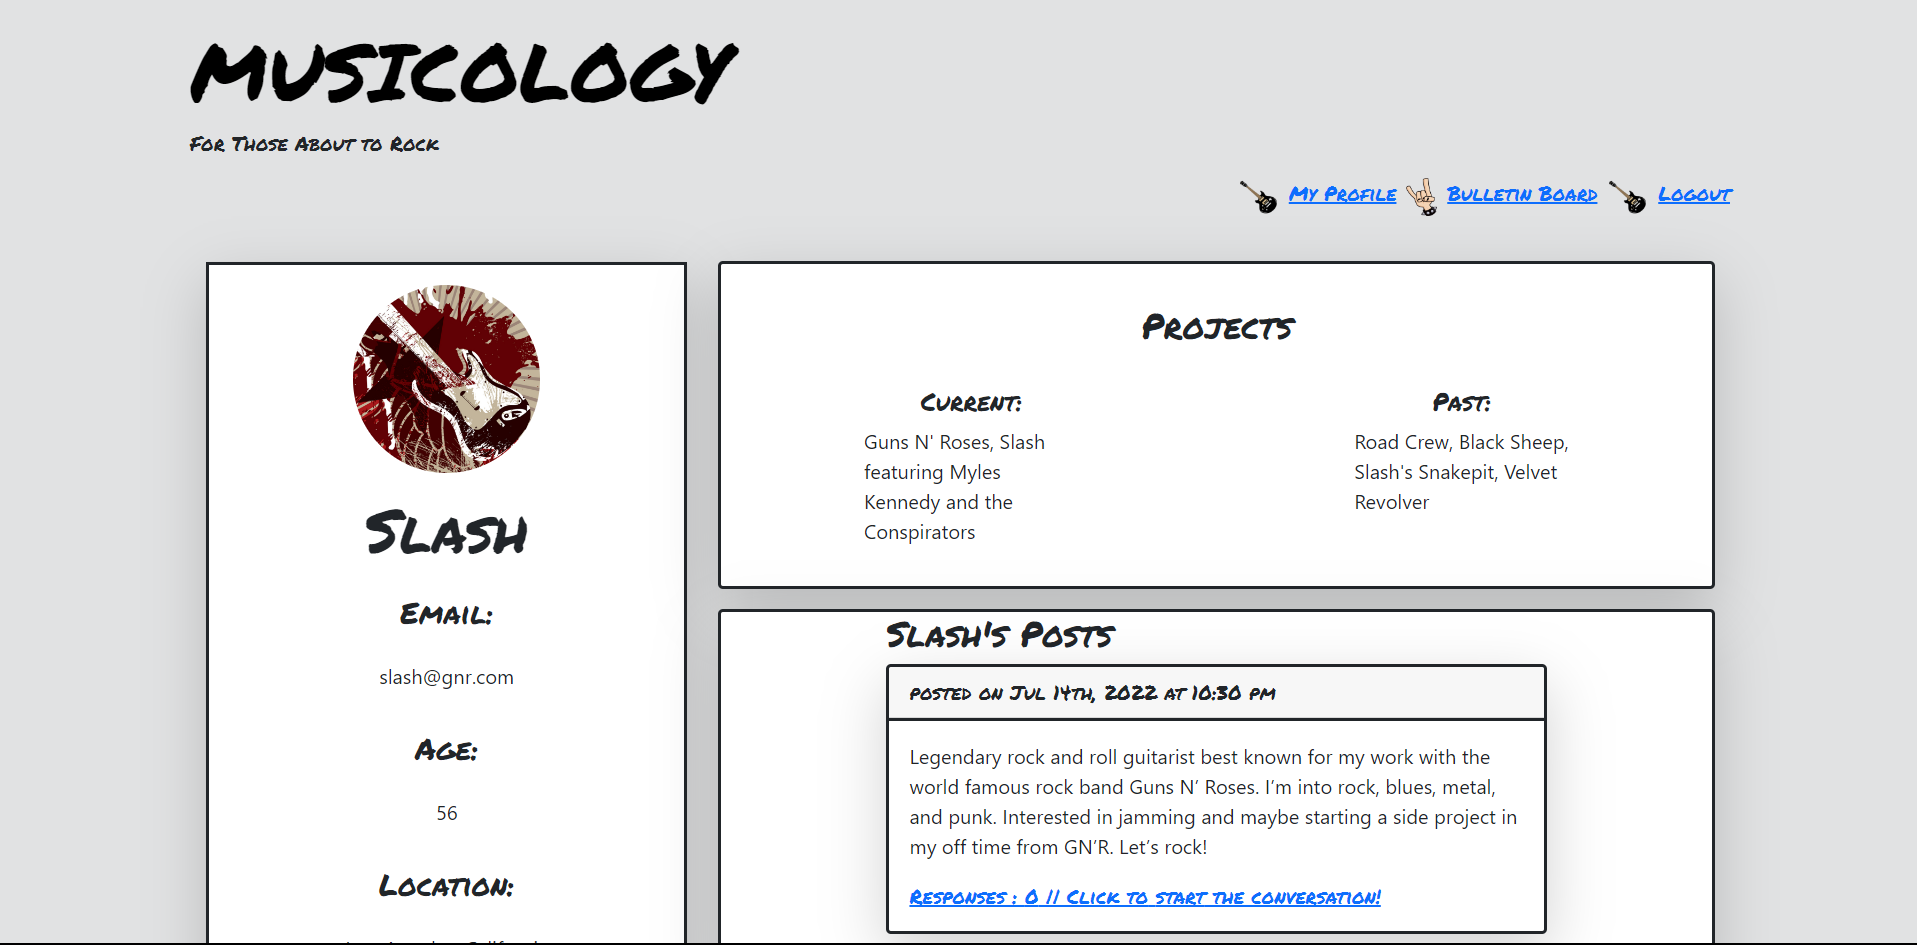 MUSICOLOGY
For Those About to Rock
My Profile Bulletin Board Logout
Slash
Email:
slash@gnr.com
Age:
56
Location:
Projects
Current:
Guns N' Roses, Slash
featuring Myles
Kennedy and the
Conspirators
Past:
Road Crew, Black Sheep,
Slash's Snakepit, Velvet
Revolver
Slash's Posts
posted on Jul 14th, 2022 at 10:30 pm
Legendary rock and roll guitarist best known for my work with the
world famous rock band Guns N’ Roses. I’m into rock, blues, metal,
and punk. Interested in jamming and maybe starting a side project in
my off time from GN’R. Let’s rock!
Responses : 0 // Click to start the conversation!